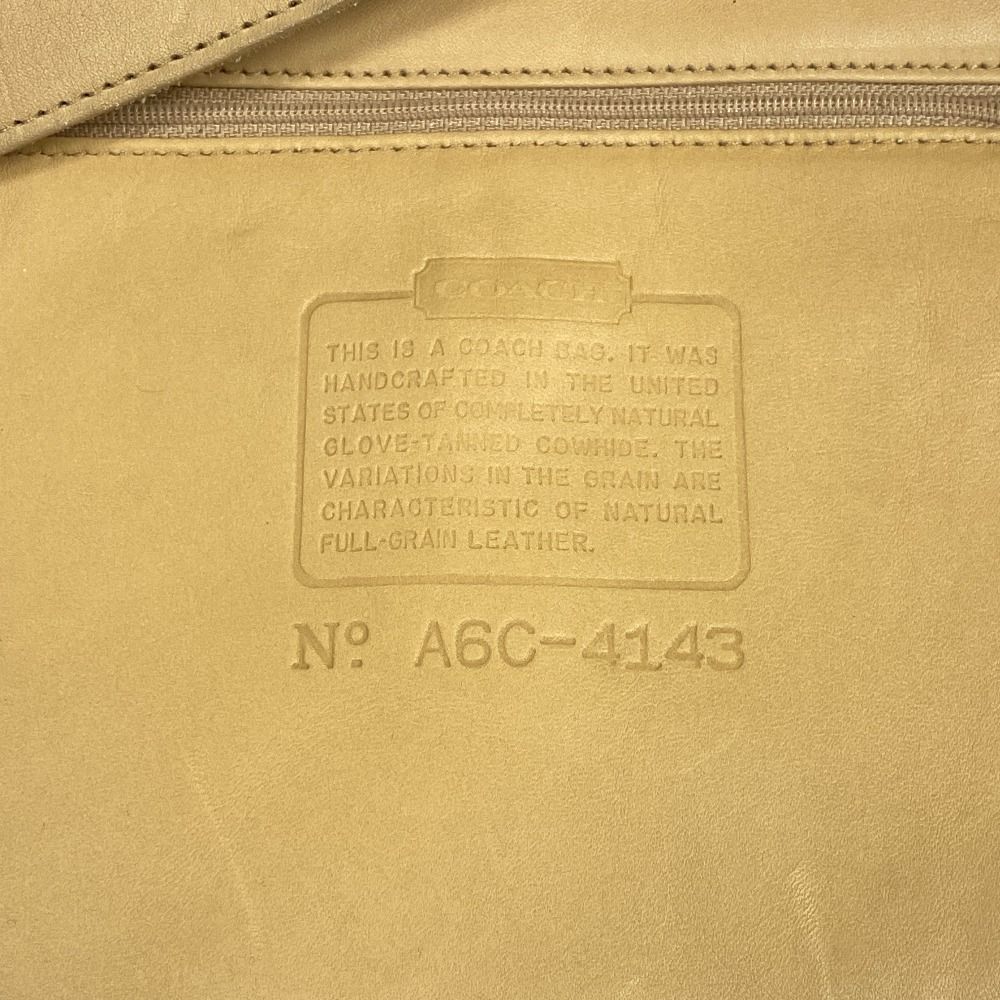 COACH
THIS IS A COACH BAG. IT WAS
HANDCRAFTED IN THE UNITED
STATES OF COMPLETELY NATURAL
GLOVE-TANNED COWHIDE. THE
VARIATIONS IN THE GRAIN ARE
CHARACTERISTIC OF NATURAL
FULL-GRAIN LEATHER.
Nº. A6C-4143